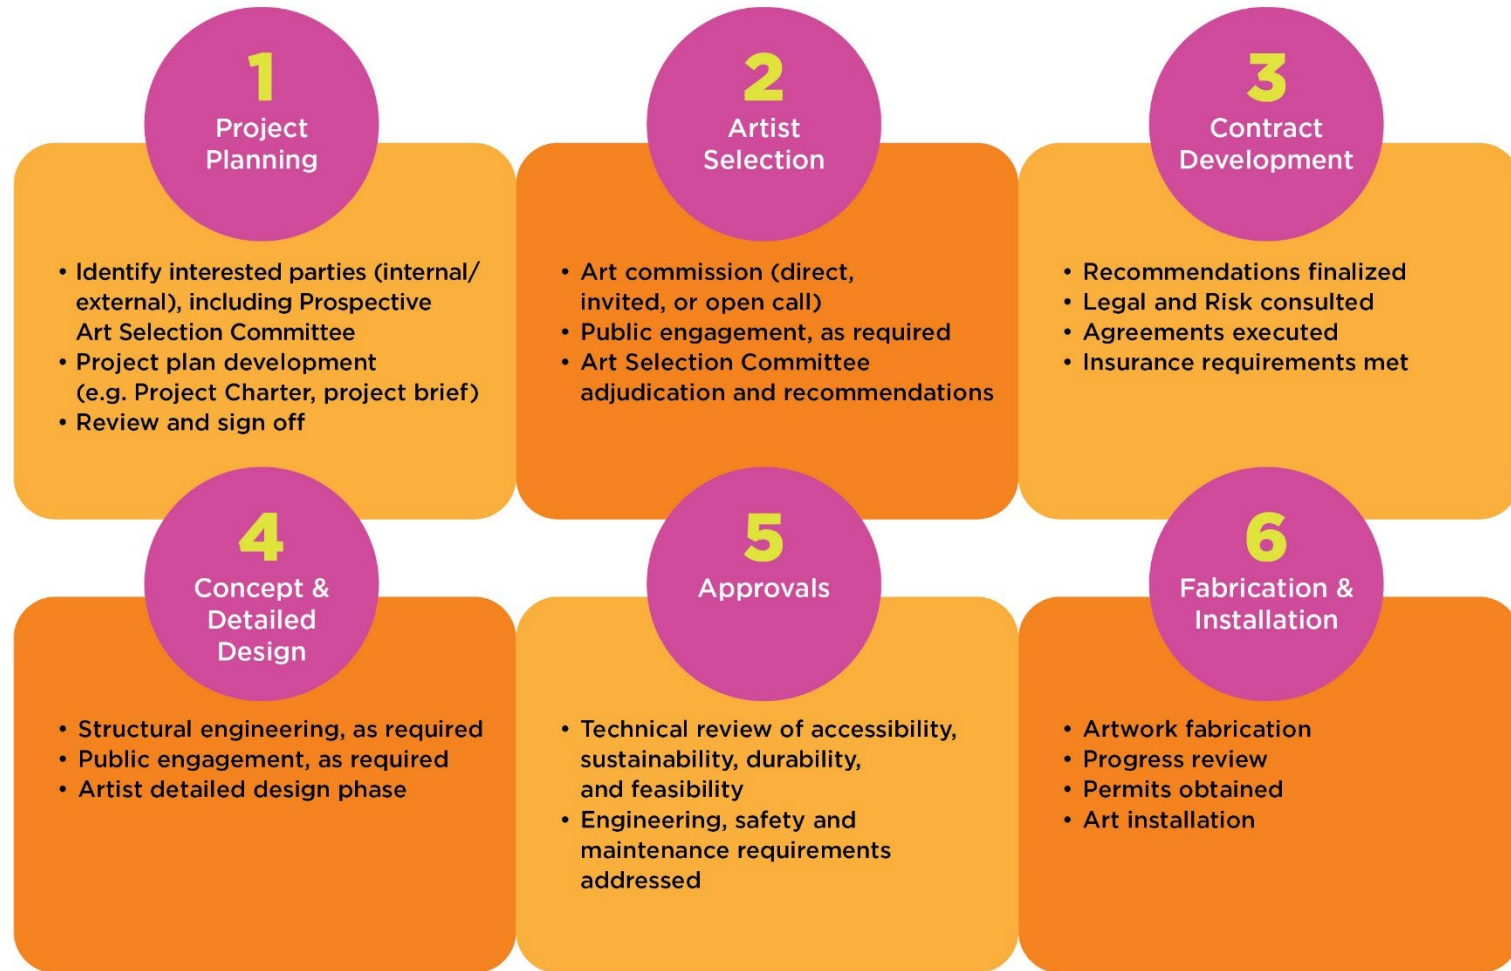 1
Project
Planning
• Identify interested parties (internal/
external), including Prospective
Art Selection Committee
• Project plan development
(e.g. Project Charter, project brief)
• Review and sign off
2
Artist
Selection
• Art commission (direct,
invited, or open call)
• Public engagement, as required
• Art Selection Committee
adjudication and recommendations
3
Contract
Development
• Recommendations finalized
• Legal and Risk consulted
• Agreements executed
• Insurance requirements met
4
Concept &
Detailed
Design
• Structural engineering, as required
• Public engagement, as required
• Artist detailed design phase
5
Approvals
• Technical review of accessibility,
sustainability, durability,
and feasibility
• Engineering, safety and
maintenance requirements
addressed
6
Fabrication &
Installation
• Artwork fabrication
• Progress review
• Permits obtained
• Art installation